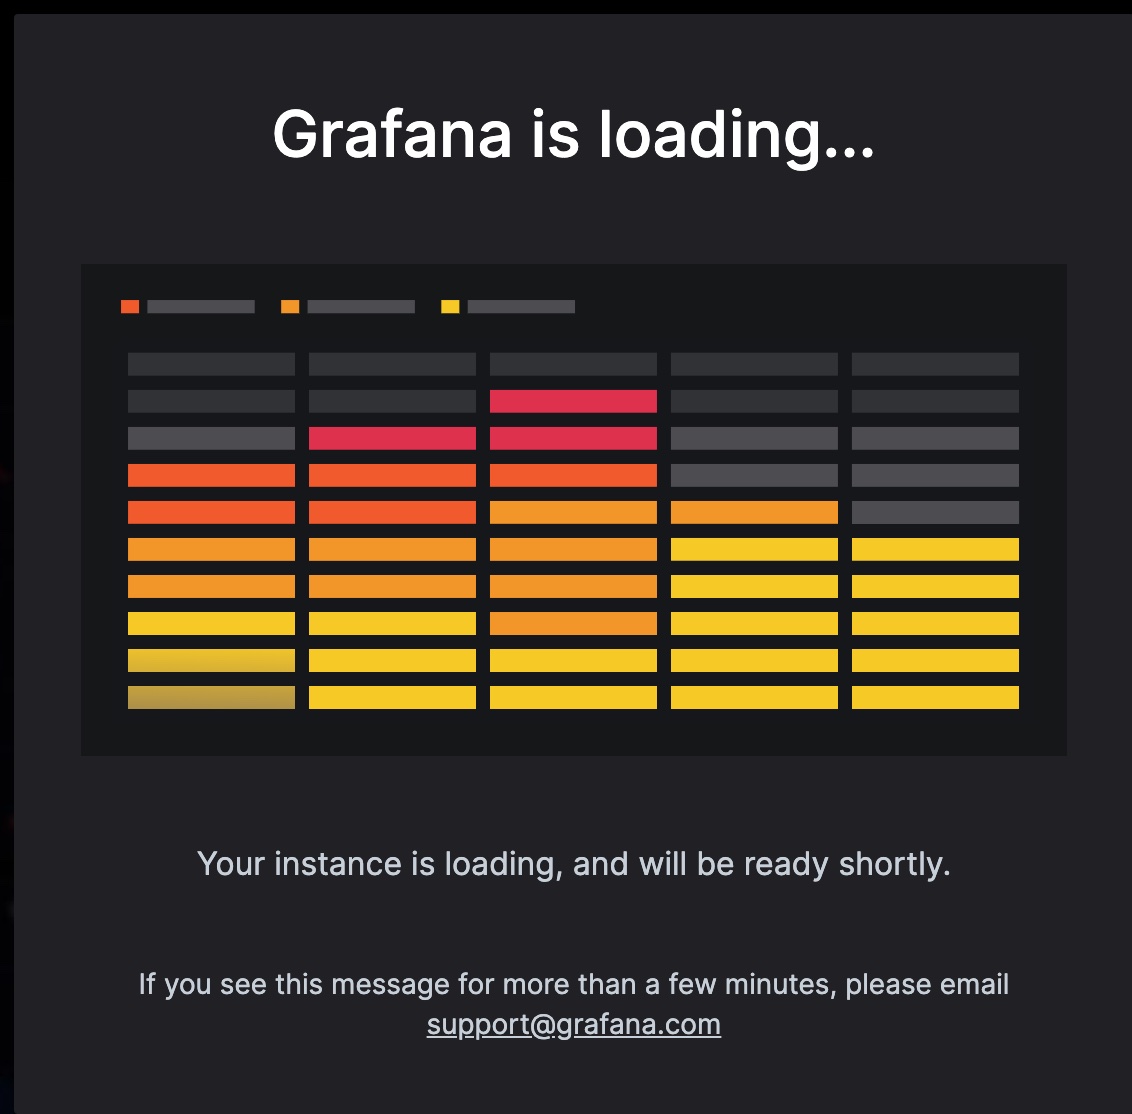 Grafana is loading...
Your instance is loading, and will be ready shortly.
If you see this message for more than a few minutes, please email
support@grafana.com